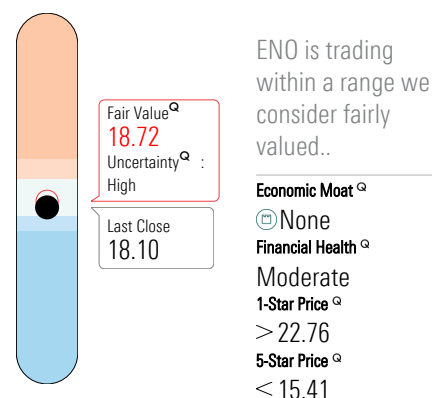 Fair Value Q
18.72
Uncertainty Q :
High
Last Close
18.10
ENO is trading
within a range we
consider fairly
valued..
Economic Moat Q
None
Financial Health Q
Moderate
1-Star Price Q
> 22.76
5-Star Price Q
< 15.41